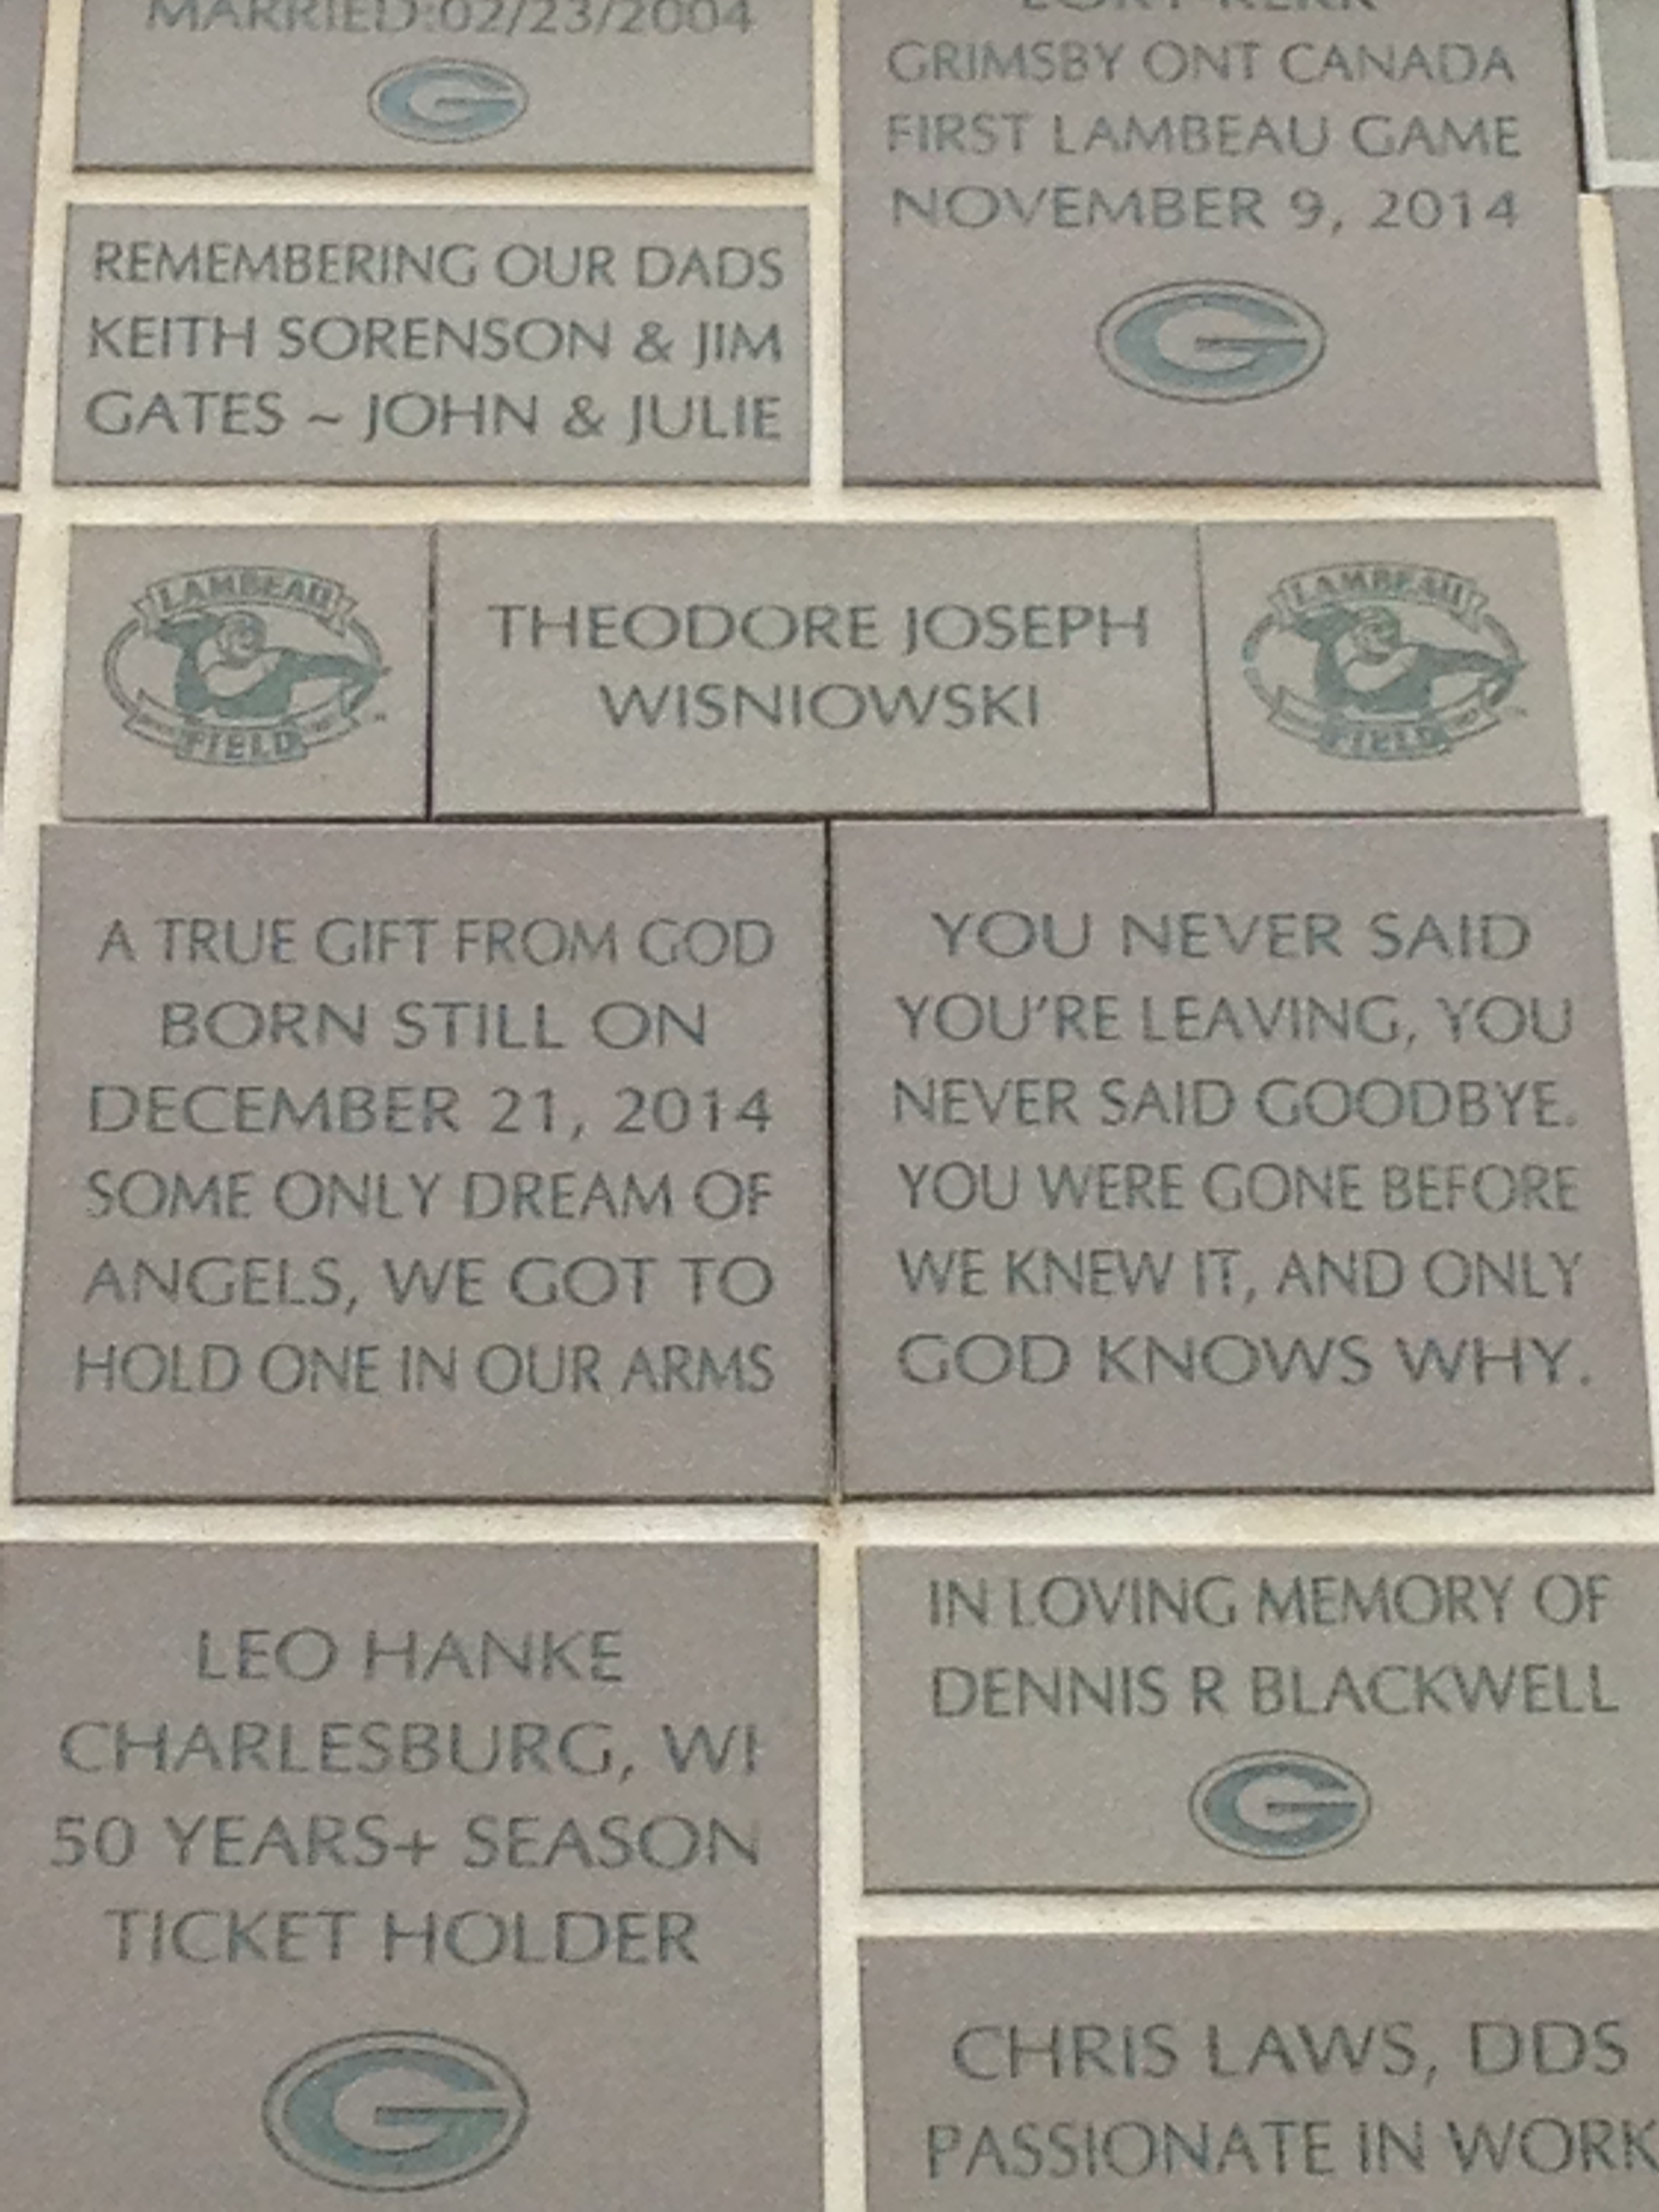 MARRIED:02/23/2004
G
LORY KERR
GRIMSBY ONT CANADA
FIRST LAMBEAU GAME
NOVEMBER 9, 2014
G
REMEMBERING OUR DADS
KEITH SORENSON & JIM
GATES ~ JOHN & JULIE
LAMBEAU
FIELD
THEODORE JOSEPH
WISNIOWSKI
LAMBEAU
FIELD
A TRUE GIFT FROM GOD
BORN STILL ON
DECEMBER 21, 2014
SOME ONLY DREAM OF
ANGELS, WE GOT TO
HOLD ONE IN OUR ARMS
YOU NEVER SAID
YOU'RE LEAVING, YOU
NEVER SAID GOODBYE.
YOU WERE GONE BEFORE
WE KNEW IT, AND ONLY
GOD KNOWS WHY.
LEO HANKE
CHARLESBURG, WI
50 YEARS+ SEASON
TICKET HOLDER
G
IN LOVING MEMORY OF
DENNIS R BLACKWELL
G
CHRIS LAWS, DDS
PASSIONATE IN WORK